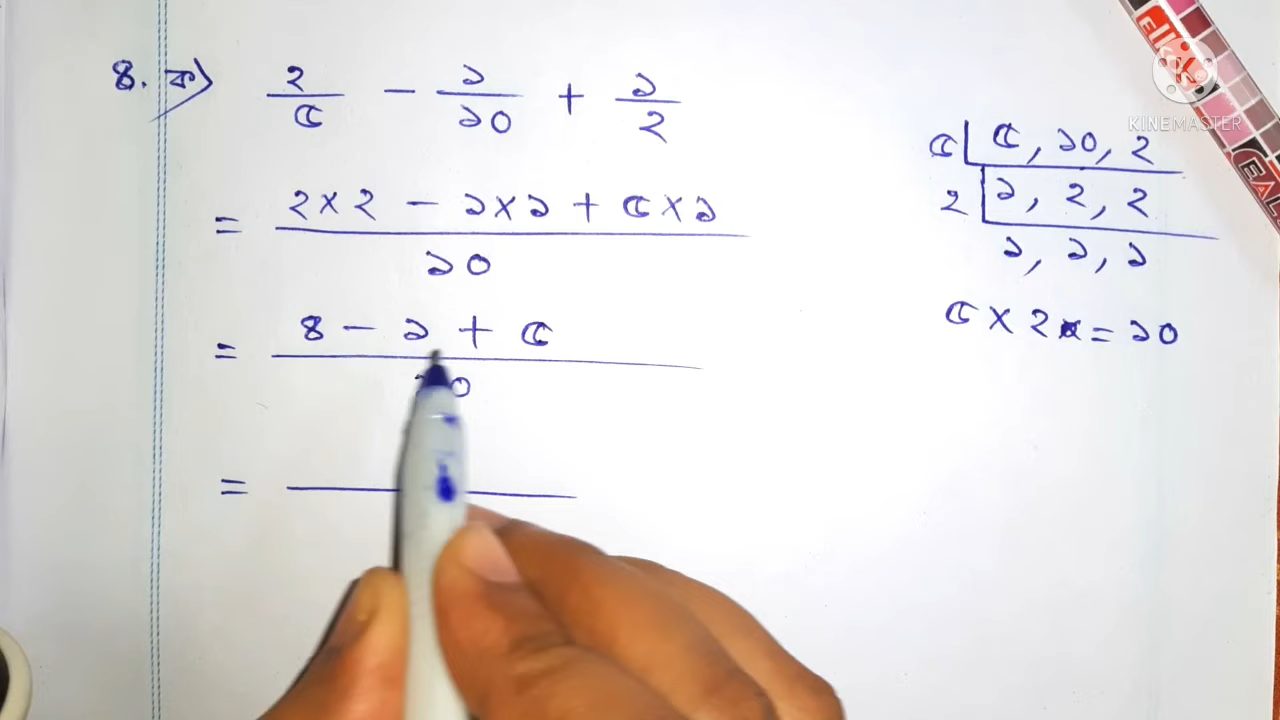 ৪. ক) ২/৫ - ১/১০ + ১/২
= (২×২ - ১×১ + ৫×১)/১০
= (৪ - ১ + ৫)/১০
=
৫ | ৫, ১০, ২
২ | ১, ২, ২
১, ১, ১
৫ × ২ = ১০
KINEMASTER